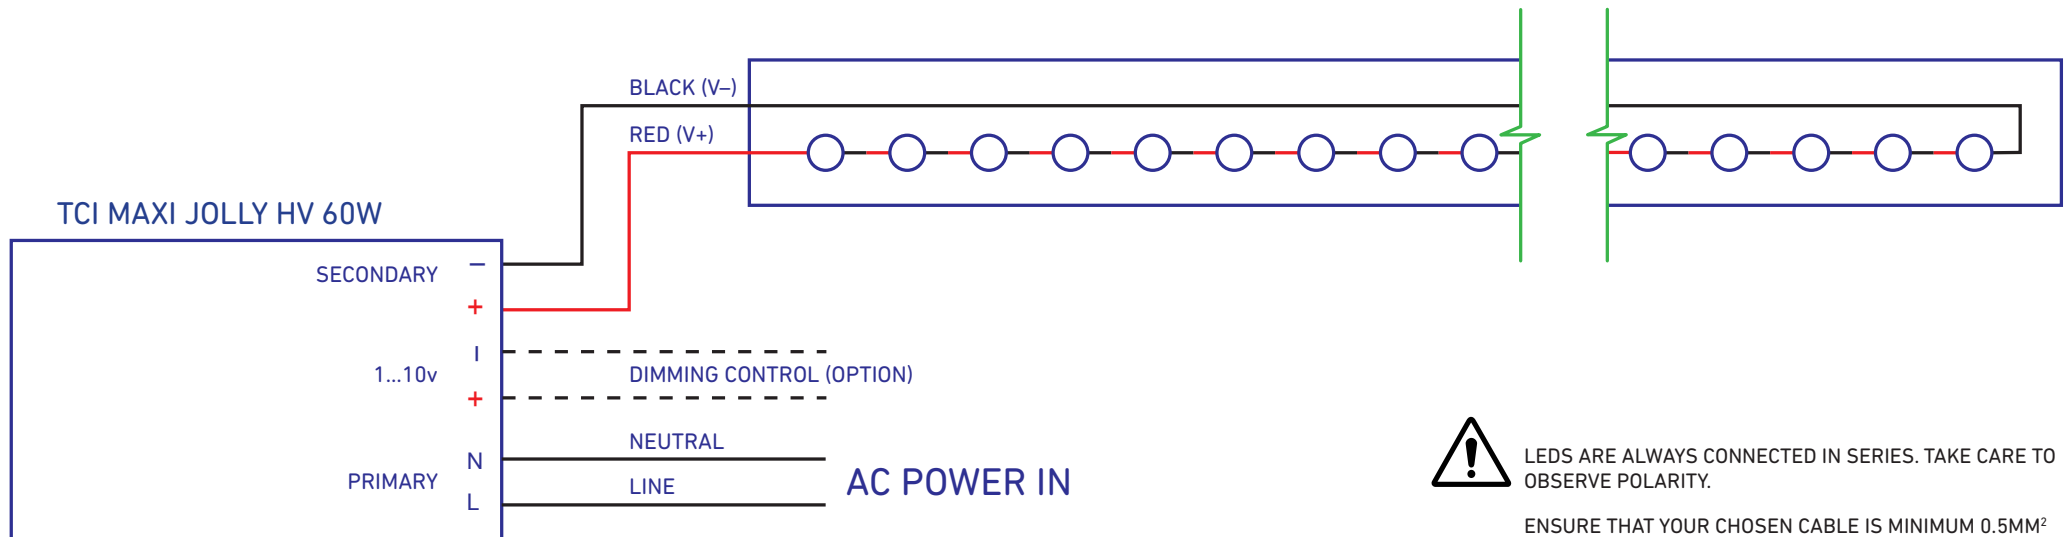 BLACK (V–)
RED (V+)
TCI MAXI JOLLY HV 60W
SECONDARY
–
+
1...10v
I
+
DIMMING CONTROL (OPTION)
PRIMARY
N
L
NEUTRAL
LINE
AC POWER IN
LEDS ARE ALWAYS CONNECTED IN SERIES. TAKE CARE TO
OBSERVE POLARITY.
ENSURE THAT YOUR CHOSEN CABLE IS MINIMUM 0.5MM²